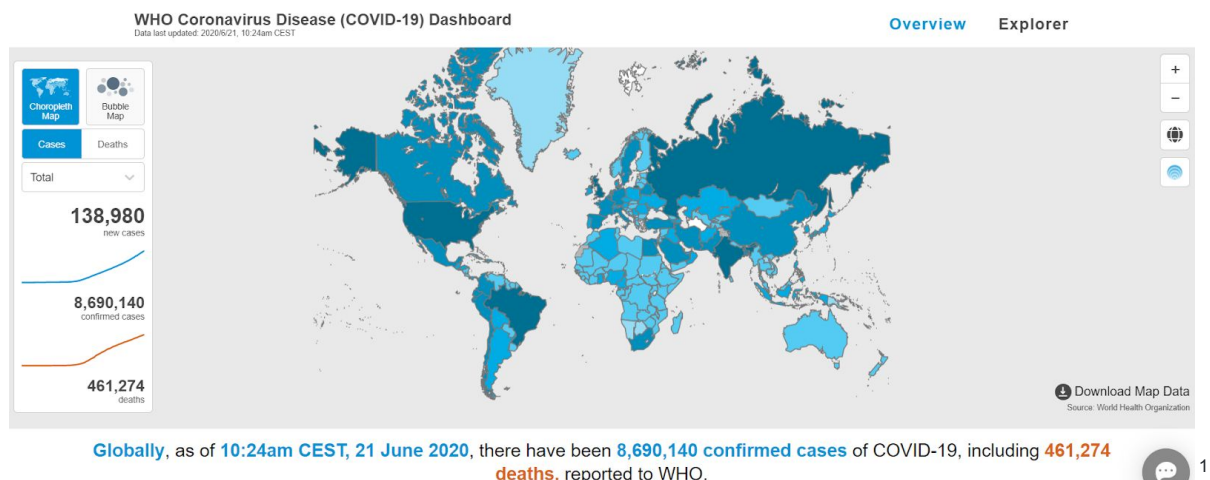 WHO Coronavirus Disease (COVID-19) Dashboard
Data last updated: 2020/6/21, 10:24am CEST
Overview
Explorer
Choropleth
Map
Bubble
Map
Cases
Deaths
Total
138,980
new cases
8,690,140
confirmed cases
461,274
deaths
+
−
Download Map Data
Source: World Health Organization
Globally, as of 10:24am CEST, 21 June 2020, there have been 8,690,140 confirmed cases of COVID-19, including 461,274
deaths, reported to WHO.
1